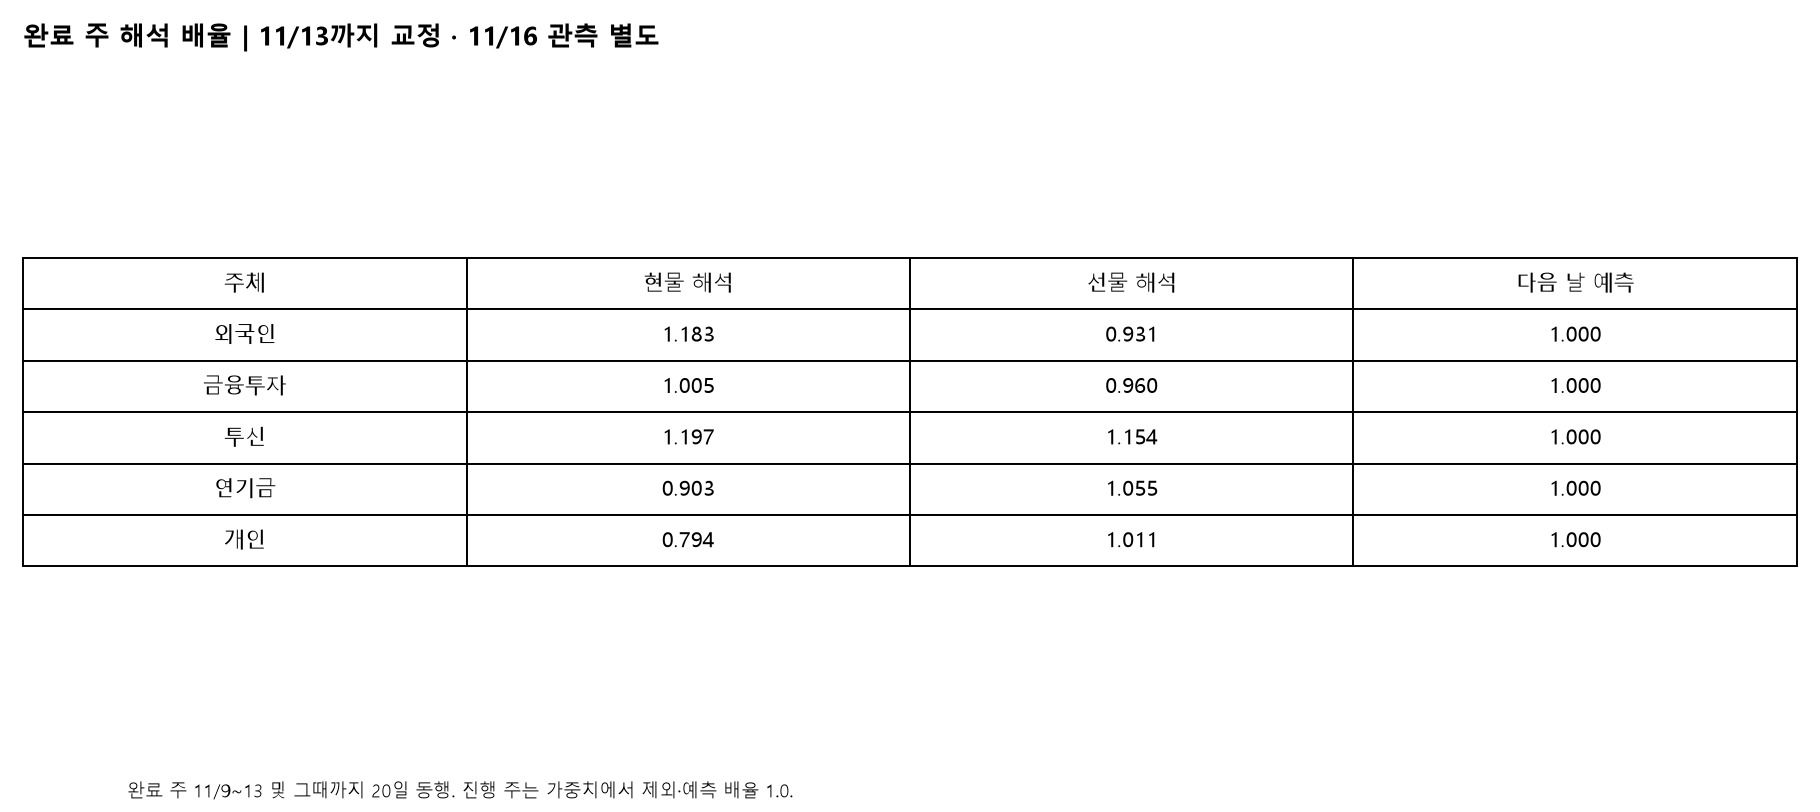 완료 주 해석 배율 | 11/13까지 교정 · 11/16 관측 별도
주체 현물 해석 선물 해석 다음 날 예측
외국인 1.183 0.931 1.000
금융투자 1.005 0.960 1.000
투신 1.197 1.154 1.000
연기금 0.903 1.055 1.000
개인 0.794 1.011 1.000
완료 주 11/9~13 및 그때까지 20일 동행. 진행 주는 가중치에서 제외·예측 배율 1.0.